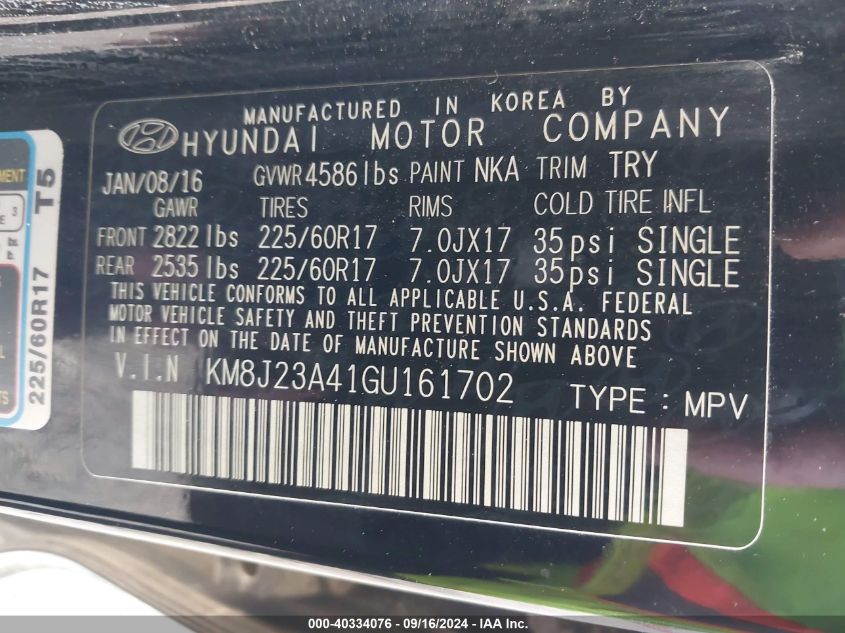 MANUFACTURED IN KOREA BY
HYUNDAI MOTOR COMPANY
JAN/08/16 GVWR4586lbs PAINT NKA TRIM TRY
GAWR TIRES RIMS COLD TIRE INFL
FRONT 2822 lbs 225/60R17 7.0JX17 35psi SINGLE
REAR 2535 lbs 225/60R17 7.0JX17 35psi SINGLE
THIS VEHICLE CONFORMS TO ALL APPLICABLE U.S.A. FEDERAL
MOTOR VEHICLE SAFETY AND THEFT PREVENTION STANDARDS
IN EFFECT ON THE DATE OF MANUFACTURE SHOWN ABOVE
V.I.N KM8J23A41GU161702 TYPE : MPV
225/60R17 T5
000-40334076 - 09/16/2024 - IAA Inc.